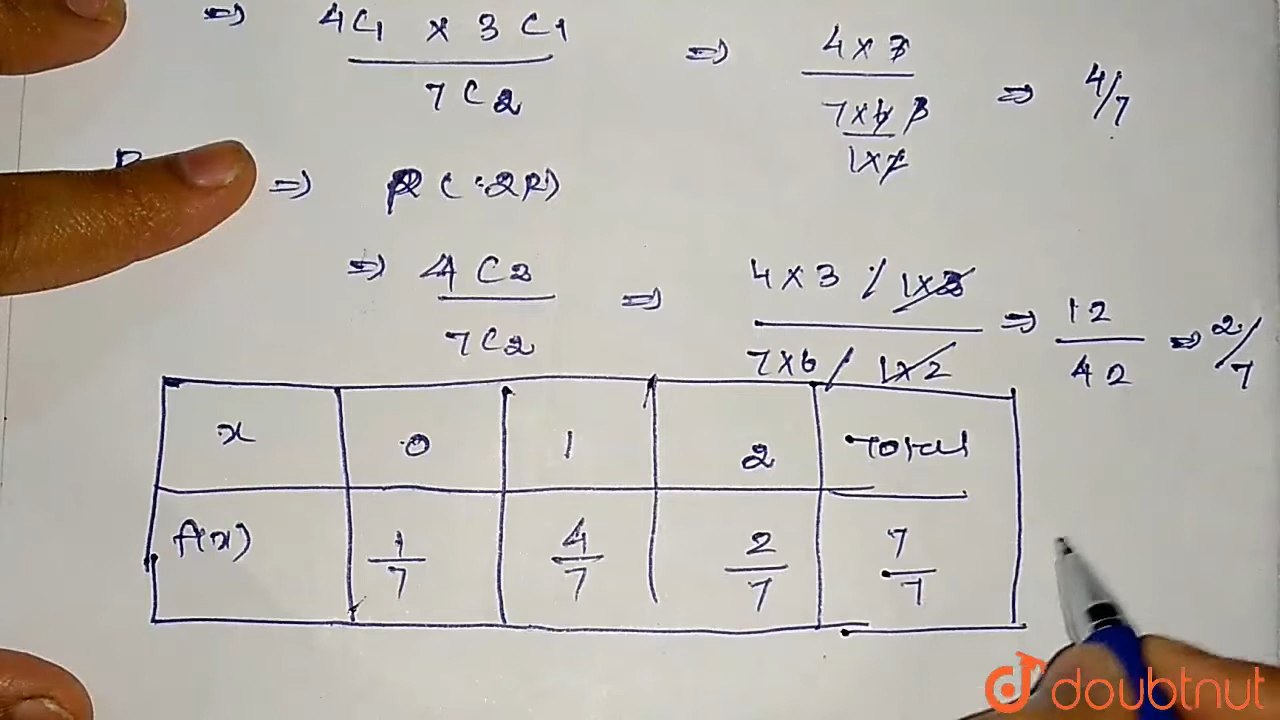 ⇒ 4C1 × 3C1 / 7C2 ⇒ 4×3 / 7×6 3 / 1×2 ⇒ 4/7
⇒ P(2R)
⇒ 4C2 / 7C2 ⇒ 4×3 / 1×2 / 7×6 / 1×2 ⇒ 12 / 42 ⇒ 2/7
x 0 1 2 Total
f(x) 1/7 4/7 2/7 7/7
doubtnut